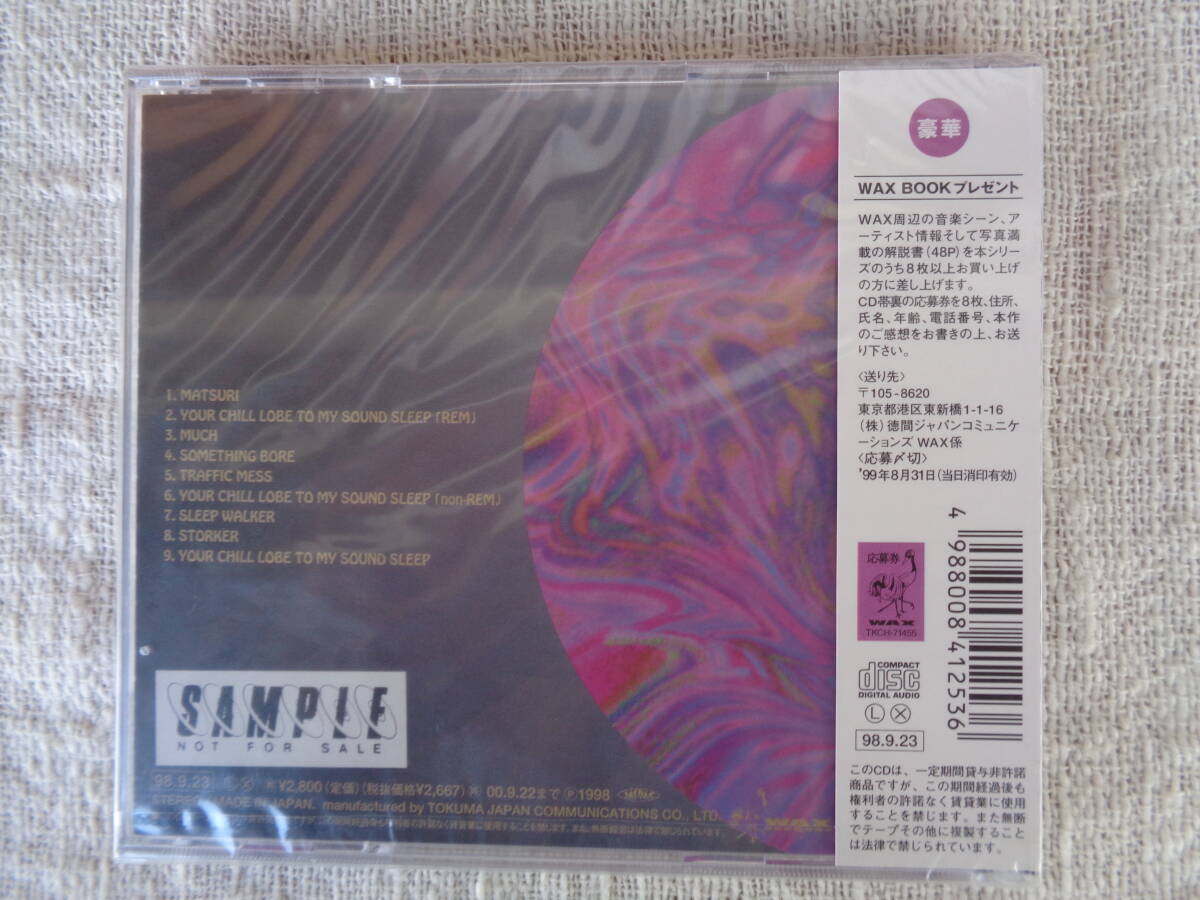 1. MATSURI
2. YOUR CHILL LOBE TO MY SOUND SLEEP [REM]
3. MUCH
4. SOMETHING BORE
5. TRAFFIC MESS
6. YOUR CHILL LOBE TO MY SOUND SLEEP [non-REM]
7. SLEEP WALKER
8. STORKER
9. YOUR CHILL LOBE TO MY SOUND SLEEP
SAMPLE
NOT FOR SALE
98.9.23 ¥2,800(定価)(税抜価格¥2,667) 00.9.22まで Ⓟ1998
STEREO MADE IN JAPAN. manufactured by TOKUMA JAPAN COMMUNICATIONS CO., LTD.
WAX
豪華
WAX BOOKプレゼント
WAX周辺の音楽シーン、ア
ーティスト情報そして写真満
載の解説書(48P)を本シリー
ズのうち8枚以上お買い上げ
の方に差し上げます。
CD帯裏の応募券を8枚、住所、
氏名、年齢、電話番号、本作
のご感想をお書きの上、お送
り下さい。
〈送り先〉
〒105-8620
東京都港区東新橋1-1-16
(株)徳間ジャパンコミュニケ
ーションズ WAX係
〈応募〆切〉
'99年8月31日(当日消印有効)
応募券
WAX
TKCH-71455
4 988008 412536
COMPACT
disc
DIGITAL AUDIO
Ⓛ Ⓧ
98.9.23
このCDは、一定期間貸与非許諾
商品ですが、この期間経過後も
権利者の許諾なく賃貸業に使用
することを禁じます。また無断
でテープその他に複製すること
は法律で禁じられています。